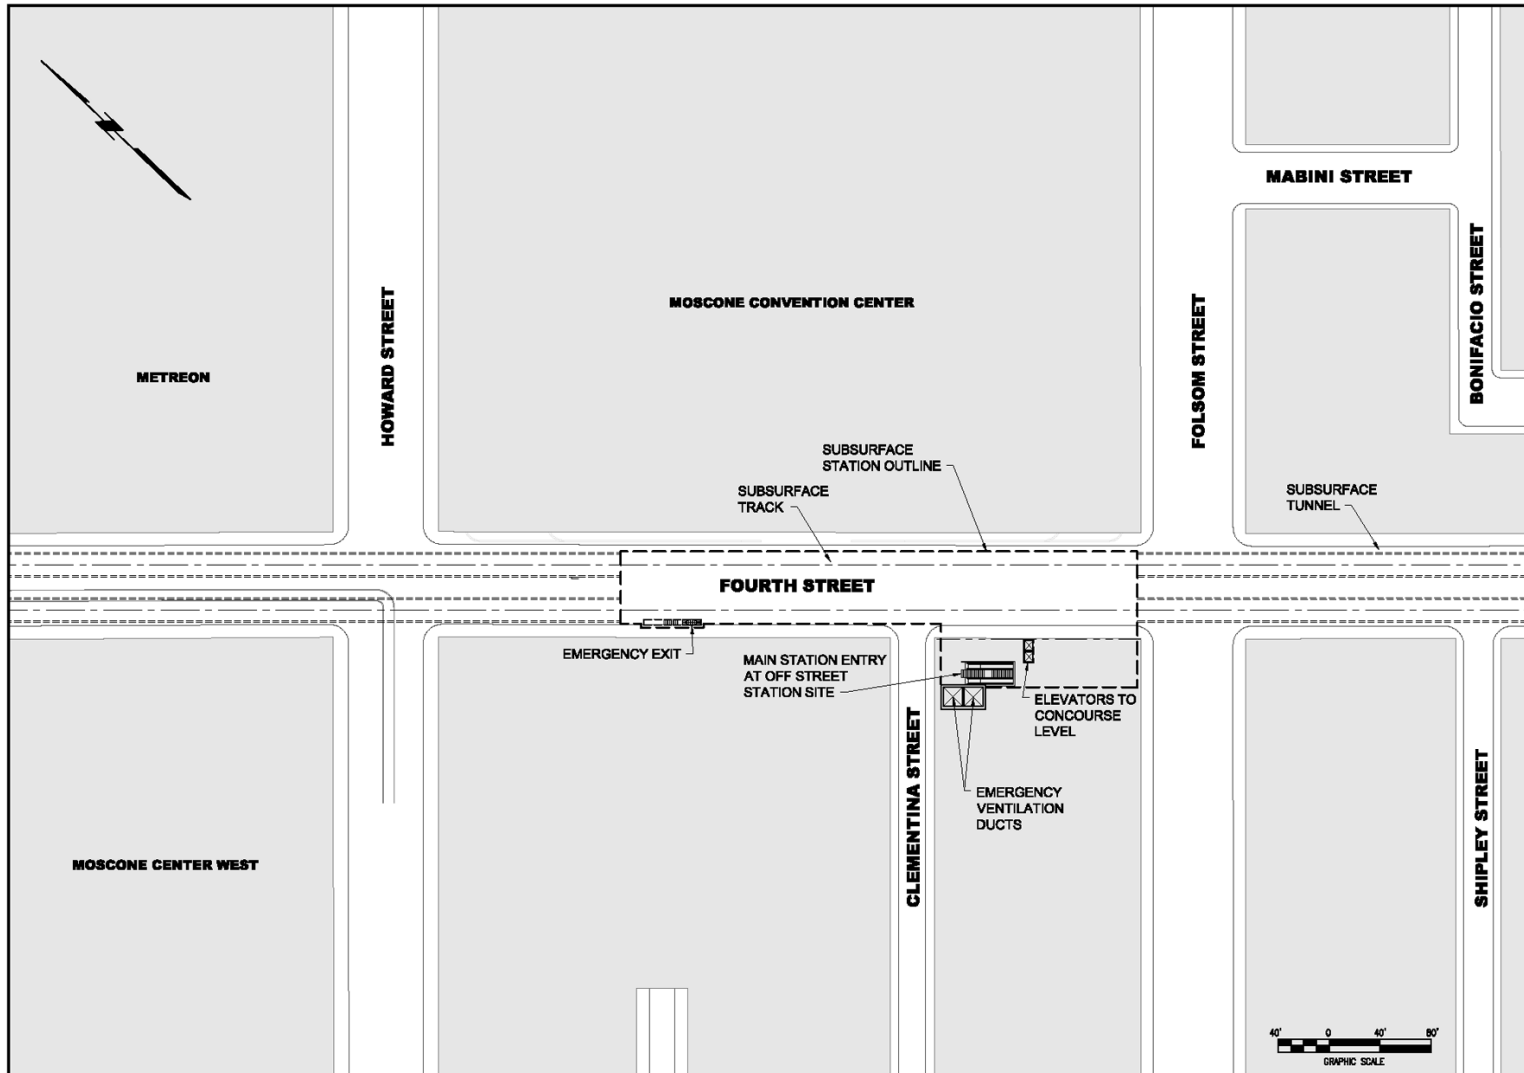 MABINI STREET
BONIFACIO STREET
MOSCONE CONVENTION CENTER
HOWARD STREET
FOLSOM STREET
METREON
SUBSURFACE
STATION OUTLINE
SUBSURFACE
TRACK
SUBSURFACE
TUNNEL
FOURTH STREET
EMERGENCY EXIT
MAIN STATION ENTRY
AT OFF STREET
STATION SITE
ELEVATORS TO
CONCOURSE
LEVEL
CLEMENTINA STREET
EMERGENCY
VENTILATION
DUCTS
SHIPLEY STREET
MOSCONE CENTER WEST
40' 0 40' 80'
GRAPHIC SCALE